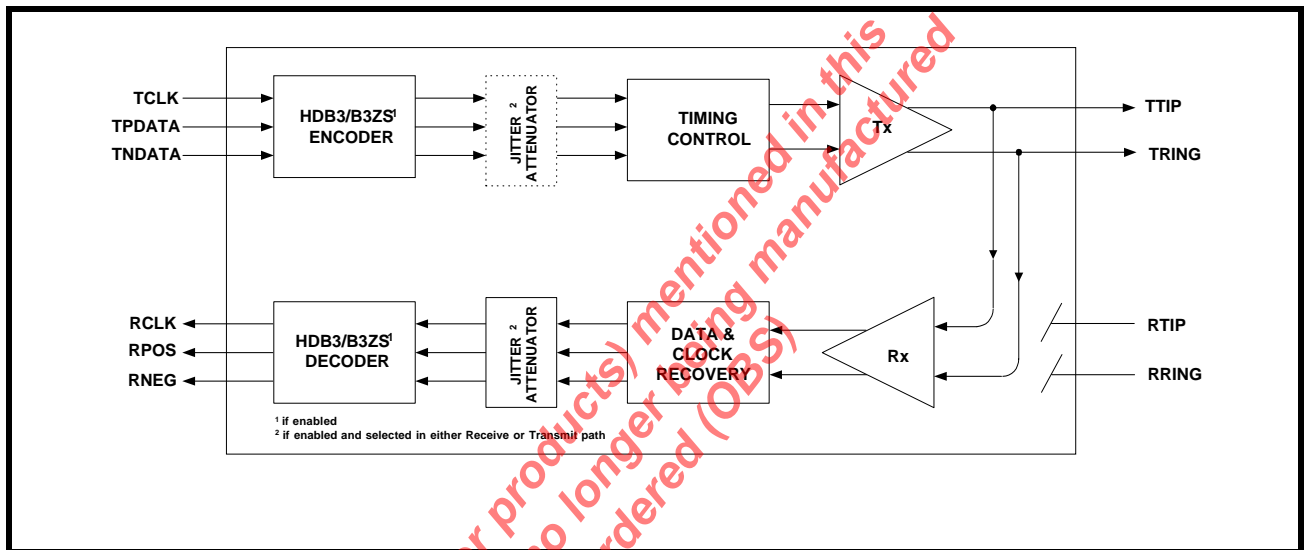 TCLK
TPDATA
TNDATA
HDB3/B3ZS1
ENCODER
JITTER 2
ATTENUATOR
TIMING
CONTROL
Tx
TTIP
TRING
RCLK
RPOS
RNEG
HDB3/B3ZS1
DECODER
JITTER 2
ATTENUATOR
DATA &
CLOCK
RECOVERY
Rx
RTIP
RRING
1 if enabled
2 if enabled and selected in either Receive or Transmit path
products) mentioned in this
no longer being manufactured
(OBS)